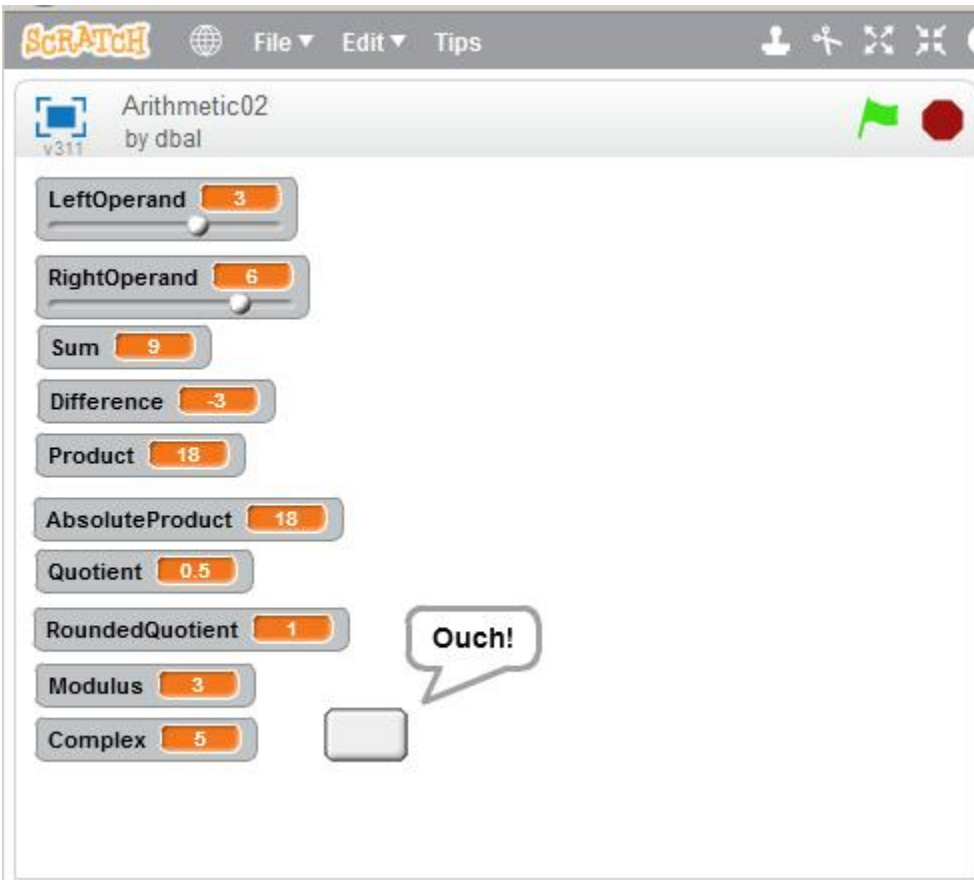 SCRATCH File Edit Tips
Arithmetic02
by dbal
v311
LeftOperand 3
RightOperand 6
Sum 9
Difference -3
Product 18
AbsoluteProduct 18
Quotient 0.5
RoundedQuotient 1
Ouch!
Modulus 3
Complex 5